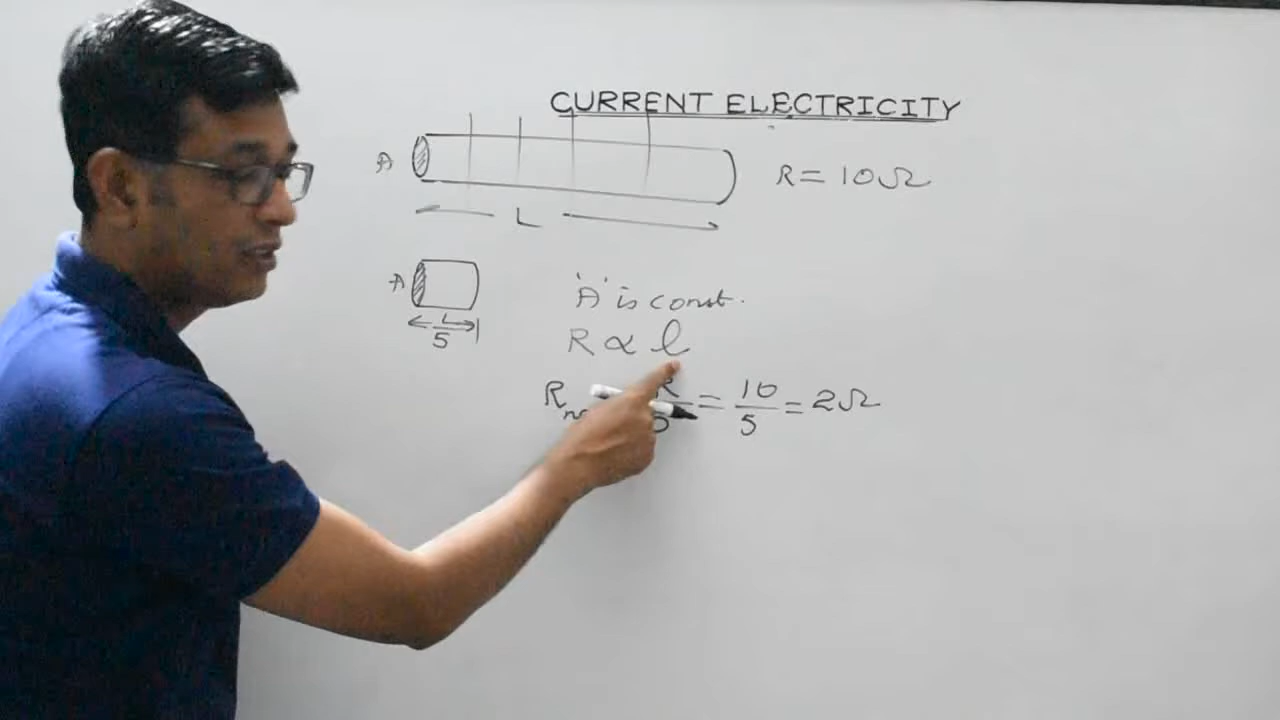 CURRENT ELECTRICITY
A
R = 10Ω
L
A
L/5
'A' is const.
R ∝ l
R = 10/5 = 2Ω